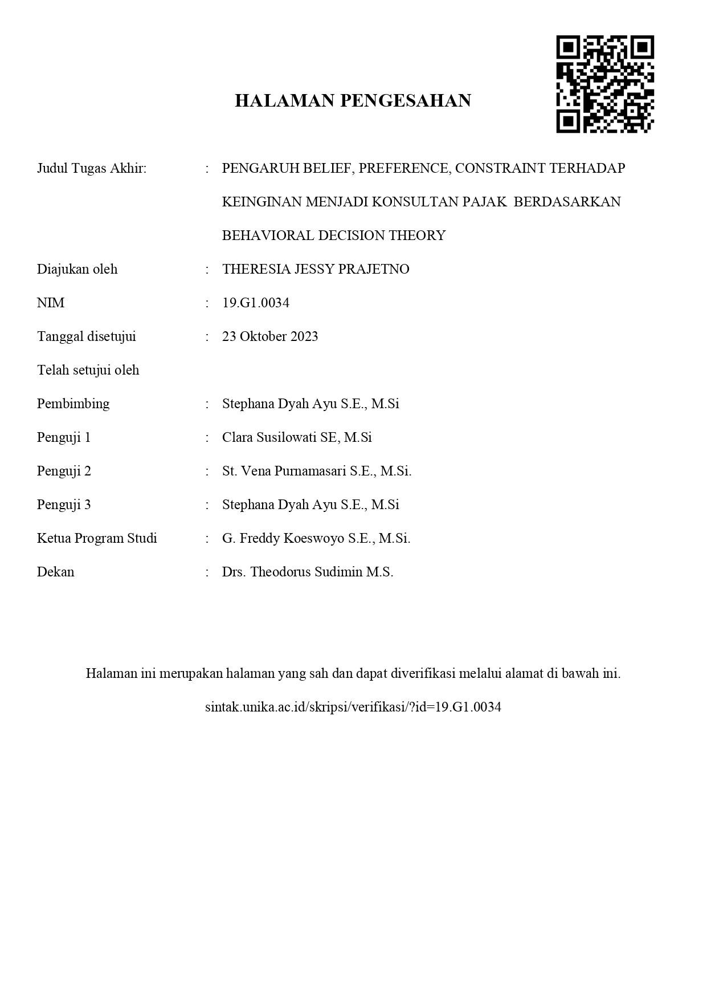 HALAMAN PENGESAHAN
Judul Tugas Akhir: : PENGARUH BELIEF, PREFERENCE, CONSTRAINT TERHADAP
KEINGINAN MENJADI KONSULTAN PAJAK  BERDASARKAN
BEHAVIORAL DECISION THEORY
Diajukan oleh : THERESIA JESSY PRAJETNO
NIM : 19.G1.0034
Tanggal disetujui : 23 Oktober 2023
Telah setujui oleh
Pembimbing : Stephana Dyah Ayu S.E., M.Si
Penguji 1 : Clara Susilowati SE, M.Si
Penguji 2 : St. Vena Purnamasari S.E., M.Si.
Penguji 3 : Stephana Dyah Ayu S.E., M.Si
Ketua Program Studi : G. Freddy Koeswoyo S.E., M.Si.
Dekan : Drs. Theodorus Sudimin M.S.
Halaman ini merupakan halaman yang sah dan dapat diverifikasi melalui alamat di bawah ini.
sintak.unika.ac.id/skripsi/verifikasi/?id=19.G1.0034